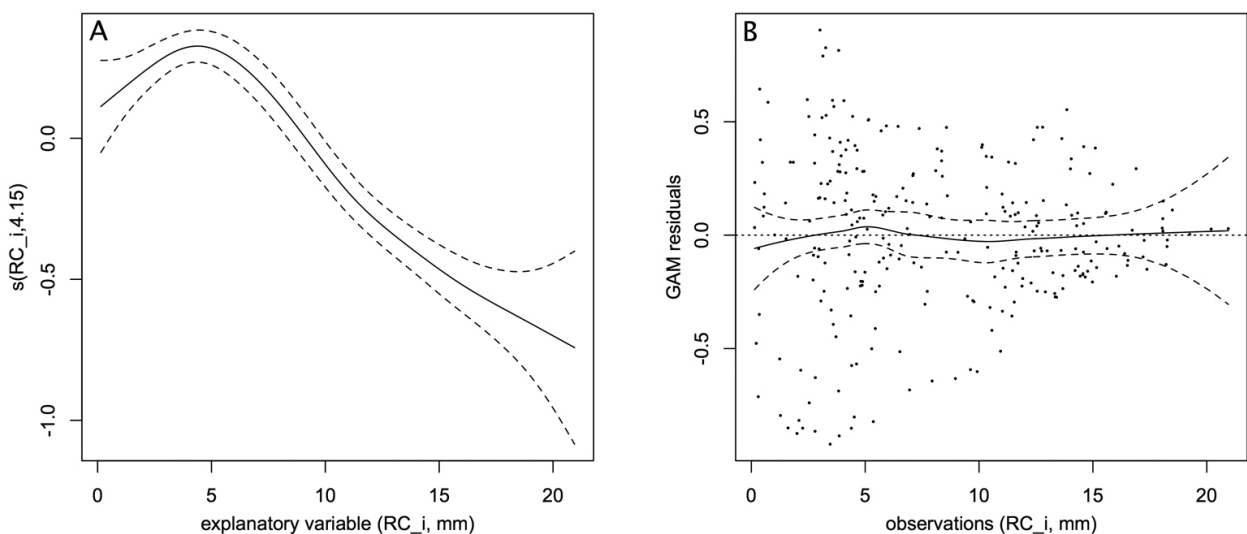 A
s(RC_i,4.15)
0.0
-0.5
-1.0
0
5
10
15
20
explanatory variable (RC_i, mm)
B
GAM residuals
0.5
0.0
-0.5
0
5
10
15
20
observations (RC_i, mm)